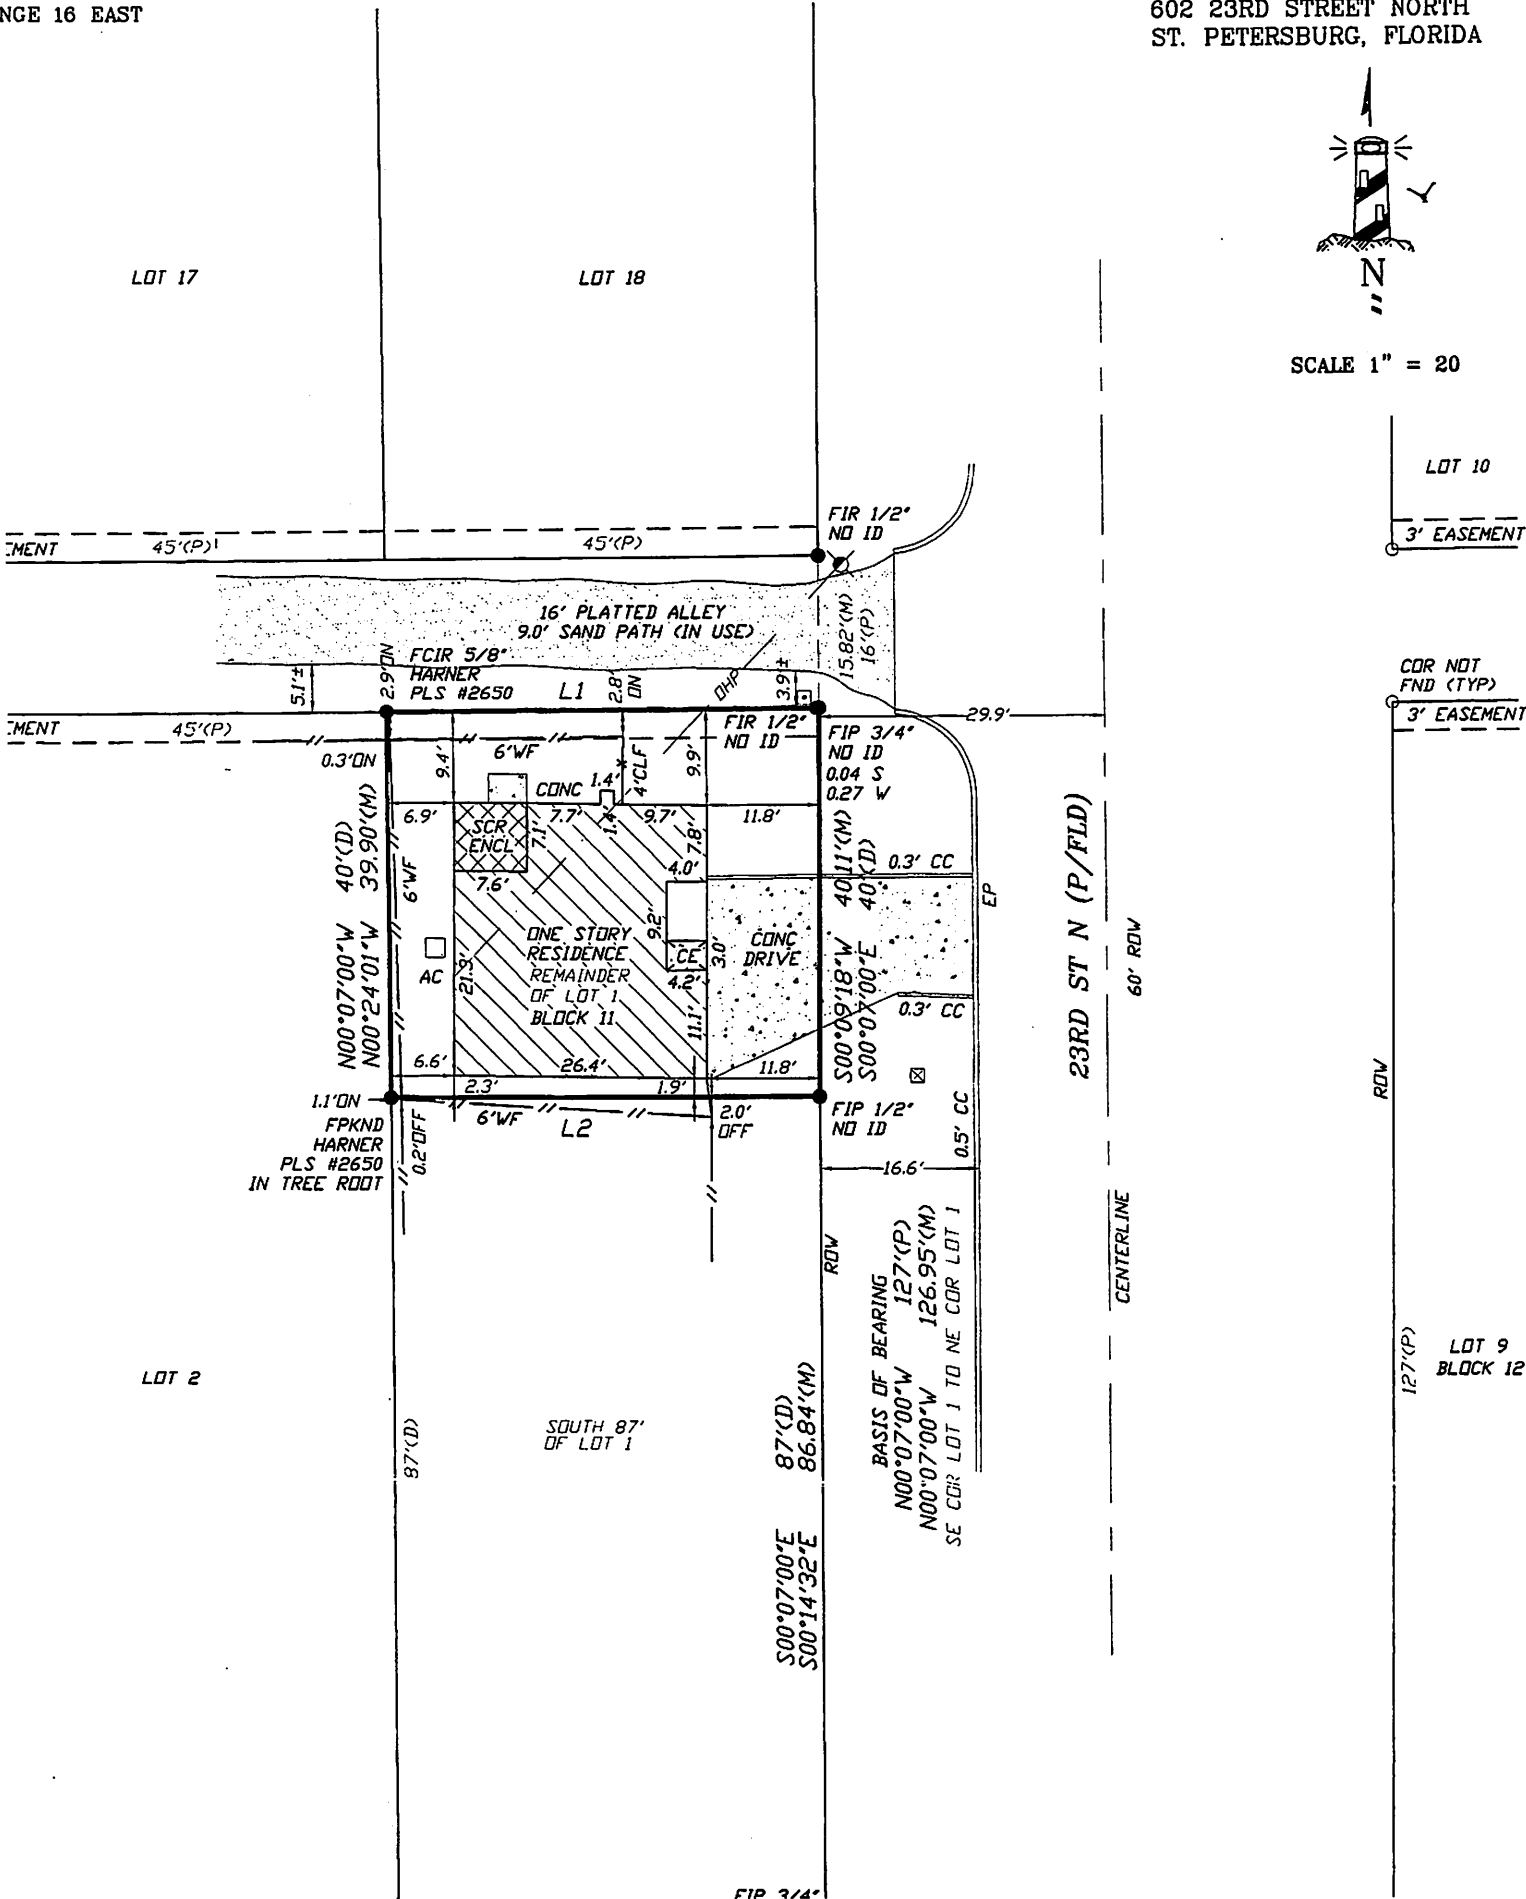 NGE 16 EAST
602 23RD STREET NORTH
ST. PETERSBURG, FLORIDA
N
SCALE 1" = 20
LOT 17
LOT 18
LOT 10
3' EASEMENT
COR NOT
FND (TYP)
3' EASEMENT
EMENT
45'(P)
45'(P)
FIR 1/2"
NO ID
16' PLATTED ALLEY
9.0' SAND PATH (IN USE)
15.82'(M)
16'(P)
5.1'±
2.9'ON
FCIR 5/8"
HARNER
PLS #2650
L1
2.8'
ON
OHP
3.9'±
EMENT
45'(P)
FIR 1/2"
NO ID
29.9'
FIP 3/4"
NO ID
0.04 S
0.27 W
0.3'ON
6'WF
9.4'
4'CLF
9.9'
CONC
1.4'
1.4'
6.9'
7.7'
9.7'
11.8'
SCR
ENCL
7.1'
7.8'
7.6'
4.0'
0.3' CC
40'(D)
39.90'(M)
N00°07'00"W
N00°24'01"W
6'WF
AC
21.9'
ONE STORY
RESIDENCE
REMAINDER
OF LOT 1
BLOCK 11
9.2'
CE
3.0'
4.2'
11.1'
CONC
DRIVE
40.11'(M)
40'(D)
S00°09'18"W
S00°07'00"E
0.3' CC
EP
23RD ST N (P/FLD)
60' ROW
ROW
6.6'
26.4'
11.8'
2.3'
1.9'
1.1'ON
FPKND
HARNER
PLS #2650
IN TREE ROOT
0.2'OFF
6'WF
L2
2.0'
OFF
FIP 1/2"
NO ID
0.5' CC
16.6'
ROW
CENTERLINE
BASIS OF BEARING
N00°07'00"W 127'(P)
N00°07'00"W 126.95'(M)
SE COR LOT 1 TO NE COR LOT 1
LOT 2
87'(D)
SOUTH 87'
OF LOT 1
87'(D)
86.84'(M)
S00°07'00"E
S00°14'32"E
127'(P)
LOT 9
BLOCK 12
FIP 3/4"